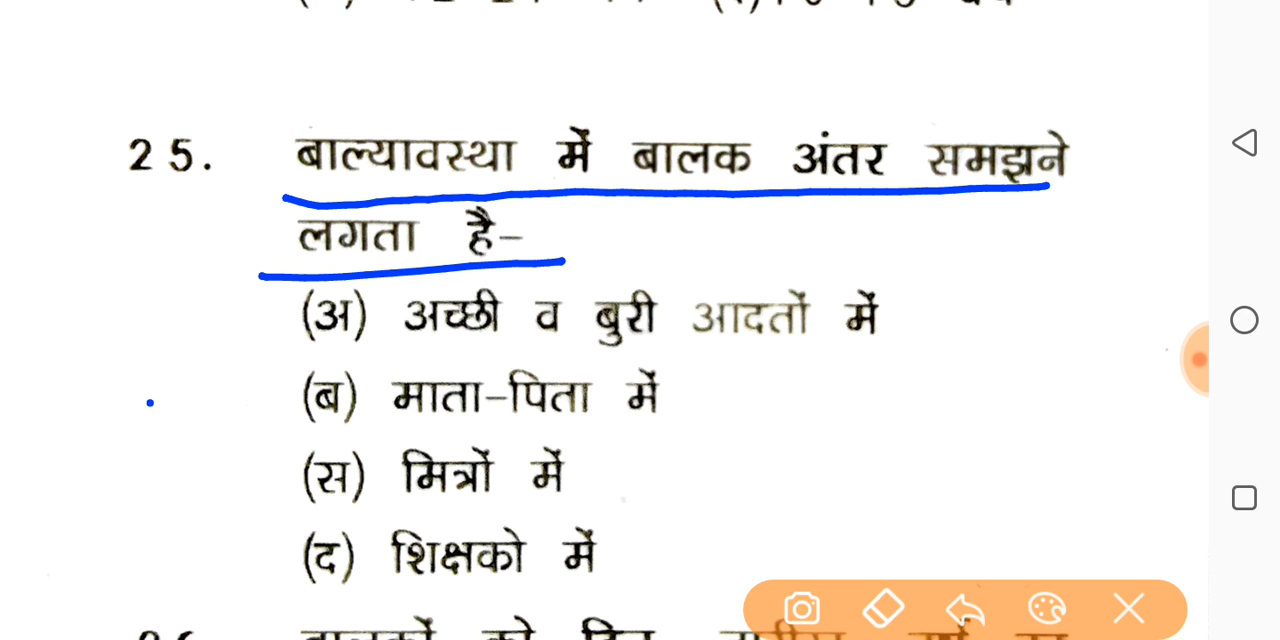 25. बाल्यावस्था में बालक अंतर समझने
लगता है-
(अ) अच्छी व बुरी आदतों में
(ब) माता-पिता में
(स) मित्रों में
(द) शिक्षको में